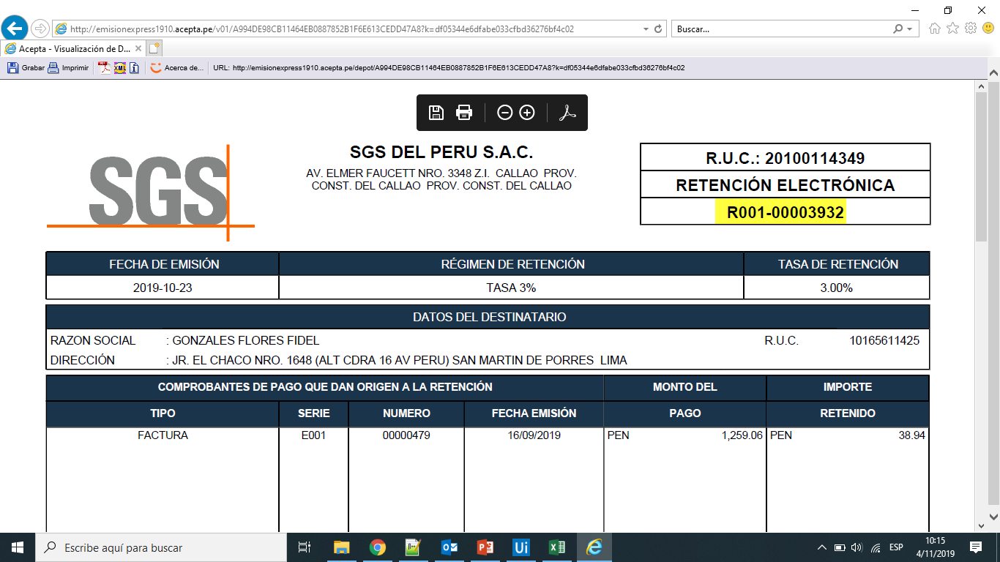 http://emisionexpress1910.acepta.pe/v01/A994DE98CB11464EB0887852B1F6E613CEDD47A8?k=df05344e6dfabe033cfbd36276bf4c02
Buscar...
Acepta - Visualización de D...
Grabar Imprimir XML Acerca de... URL: http://emisionexpress1910.acepta.pe/depot/A994DE98CB11464EB0887852B1F6E613CEDD47A8?k=df05344e6dfabe033cfbd36276bf4c02
SGS
SGS DEL PERU S.A.C.
AV. ELMER FAUCETT NRO. 3348 Z.I. CALLAO PROV.
CONST. DEL CALLAO PROV. CONST. DEL CALLAO
R.U.C.: 20100114349
RETENCIÓN ELECTRÓNICA
R001-00003932
FECHA DE EMISIÓN RÉGIMEN DE RETENCIÓN TASA DE RETENCIÓN
2019-10-23 TASA 3% 3.00%
DATOS DEL DESTINATARIO
RAZON SOCIAL : GONZALES FLORES FIDEL R.U.C. 10165611425
DIRECCIÓN : JR. EL CHACO NRO. 1648 (ALT CDRA 16 AV PERU) SAN MARTIN DE PORRES LIMA
COMPROBANTES DE PAGO QUE DAN ORIGEN A LA RETENCIÓN MONTO DEL IMPORTE
TIPO SERIE NUMERO FECHA EMISIÓN PAGO RETENIDO
FACTURA E001 00000479 16/09/2019 PEN 1,259.06 PEN 38.94
Escribe aquí para buscar
Ui
ESP
10:15
4/11/2019